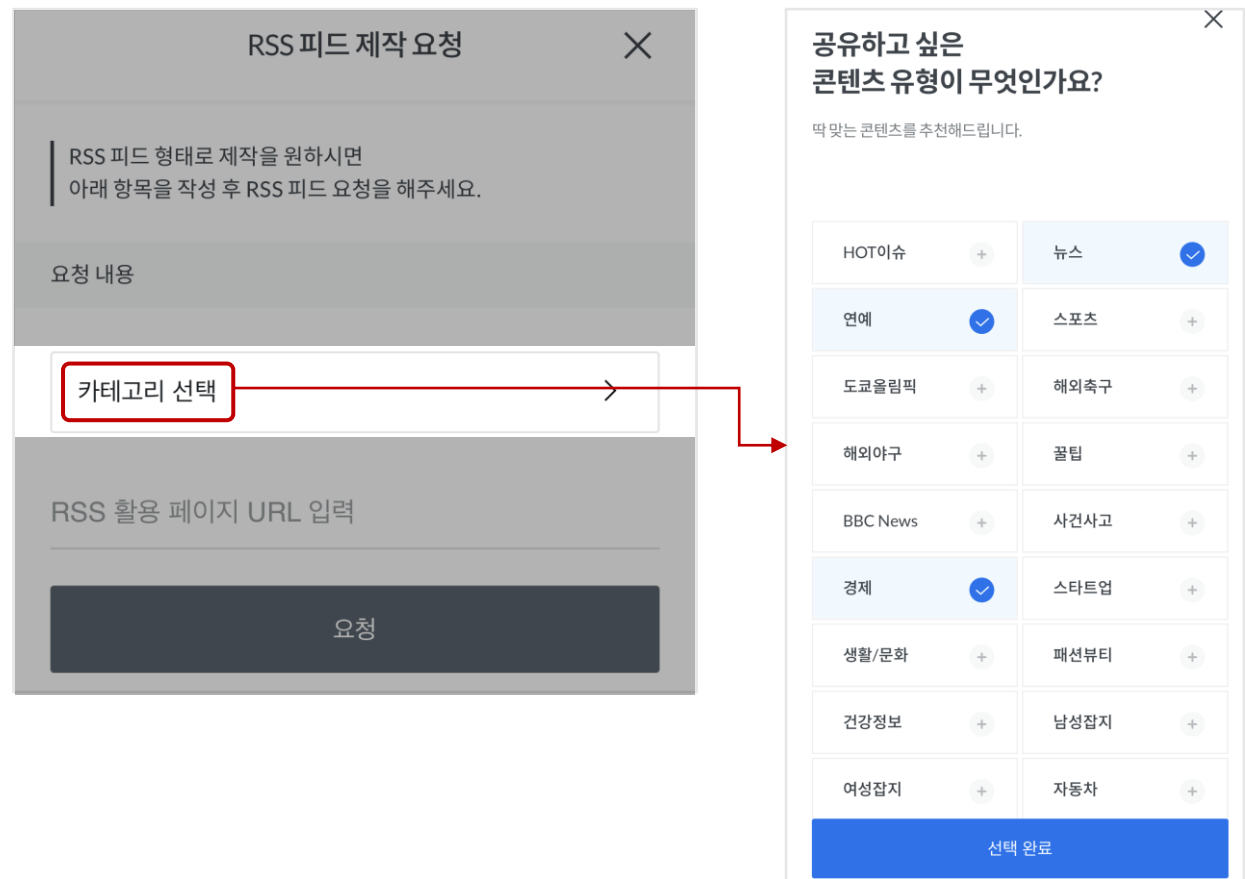 RSS 피드 제작 요청
RSS 피드 형태로 제작을 원하시면
아래 항목을 작성 후 RSS 피드 요청을 해주세요.
요청 내용
카테고리 선택
RSS 활용 페이지 URL 입력
요청
공유하고 싶은
콘텐츠 유형이 무엇인가요?
딱 맞는 콘텐츠를 추천해드립니다.
HOT이슈
뉴스
연예
스포츠
도쿄올림픽
해외축구
해외야구
꿀팁
BBC News
사건사고
경제
스타트업
생활/문화
패션뷰티
건강정보
남성잡지
여성잡지
자동차
선택 완료